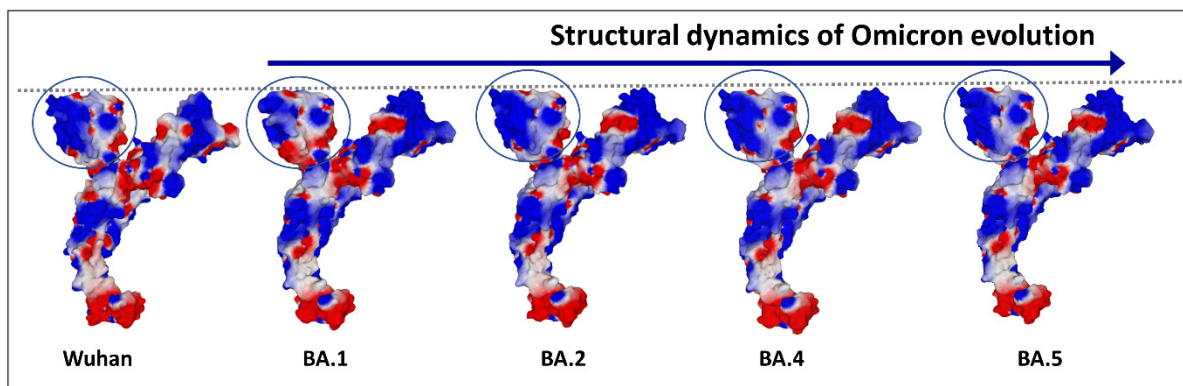 Structural dynamics of Omicron evolution
Wuhan
BA.1
BA.2
BA.4
BA.5